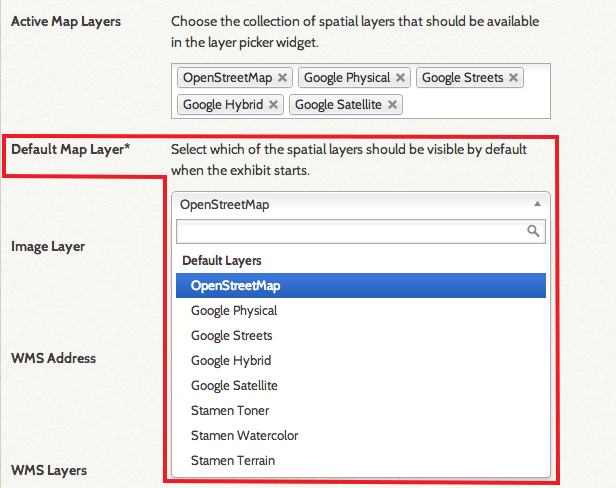 Active Map Layers
Choose the collection of spatial layers that should be available
in the layer picker widget.
OpenStreetMap Google Physical Google Streets
Google Hybrid Google Satellite
Default Map Layer*
Select which of the spatial layers should be visible by default
when the exhibit starts.
OpenStreetMap
Image Layer
Default Layers
OpenStreetMap
Google Physical
Google Streets
WMS Address
Google Hybrid
Google Satellite
Stamen Toner
Stamen Watercolor
WMS Layers
Stamen Terrain